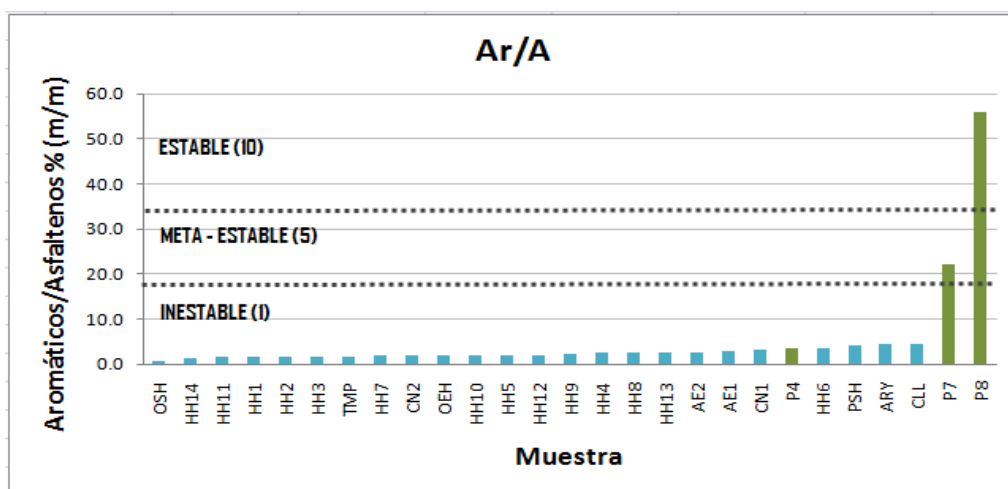 Ar/A
Aromáticos/Asfaltenos % (m/m)
60.0
50.0
40.0
30.0
20.0
10.0
0.0
ESTABLE (10)
META - ESTABLE (5)
INESTABLE (1)
OSH
HH14
HH11
HH1
HH2
HH3
TMP
HH7
CN2
OEH
HH10
HH5
HH12
HH9
HH4
HH8
HH13
AE2
AE1
CN1
P4
HH6
PSH
ARY
CLL
P7
P8
Muestra